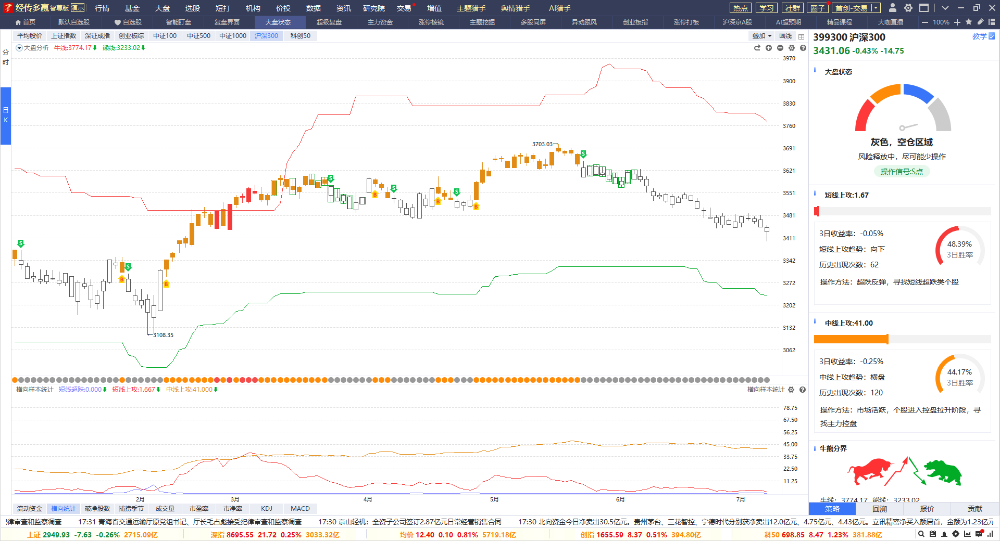 经传多赢 智尊版 演示 行情 基金 大盘 选股 短打 机构 价投 数据 资讯 研究院 交易 增值 主题猎手 舆情猎手 AI猎手 热点 学习 社群 圈子 首创-交易
首页 默认自选股 自选股 智能盯盘 复盘界面 大盘状态 超级复盘 主力资金 涨停棱镜 主题挖掘 多股同屏 异动跟风 创业板指 涨停打板 沪深京A股 AI超预期 精品课程 大咖直播 100%
平均股价 上证指数 深证成指 创业板综 中证100 中证500 中证1000 沪深300 科创50 叠加 画线
大盘分析 牛线:3774.17 熊线:3233.02
分时
日K
3970
3900
3830
3760
3691
3621
3551
3481
3411
3342
3272
3202
3132
3062
3703.03
3108.35
S
B
S
B
S
B
S
B
S
B
S
横向样本统计 短线超跌:0.000 短线上攻:1.667 中线上攻:41.000 横向样本统计
78.75
67.50
56.25
45.00
33.75
22.50
11.25
2月 3月 4月 5月 6月 7月
流动资金 横向统计 破净股数 捕捞季节 成交量 市盈率 市净率 KDJ MACD
399300 沪深300 教学
3431.06 -0.43% -14.75
大盘状态
灰色，空仓区域
风险释放中，尽可能少操作
操作信号:S点
短线上攻:1.67
3日收益率：-0.05%
短线上攻趋势：向下
历史出现次数：62
48.39%
3日胜率
操作方法：超跌反弹，寻找短线超跌类个股
中线上攻:41.00
3日收益率：-0.25%
中线上攻趋势：横盘
历史出现次数：120
44.17%
3日胜率
操作方法：市场活跃，个股进入控盘拉升阶段，寻
找主力控盘
牛熊分界
牛线：3774.17 熊线：3233.02
策略 回溯 报价 贡献
律审查和监察调查 17:31 青海省交通运输厅原党组书记、厅长毛占彪接受纪律审查和监察调查 17:30 京山轻机：全资子公司签订2.87亿元日常经营销售合同 17:30 北向资金今日净卖出30.5亿元。贵州茅台、三花智控、宁德时代分别获净卖出12.0亿元、4.75亿元、4.43亿元。立讯精密净买入额居首，金额为1.23亿元
上证 2949.93 -7.63 -0.26% 2715.09亿 深指 8695.55 21.72 0.25% 3033.32亿 均价 12.40 0.10 0.81% 5719.18亿 创指 1655.59 8.37 0.51% 394.80亿 科50 698.85 8.47 1.23% 381.88亿